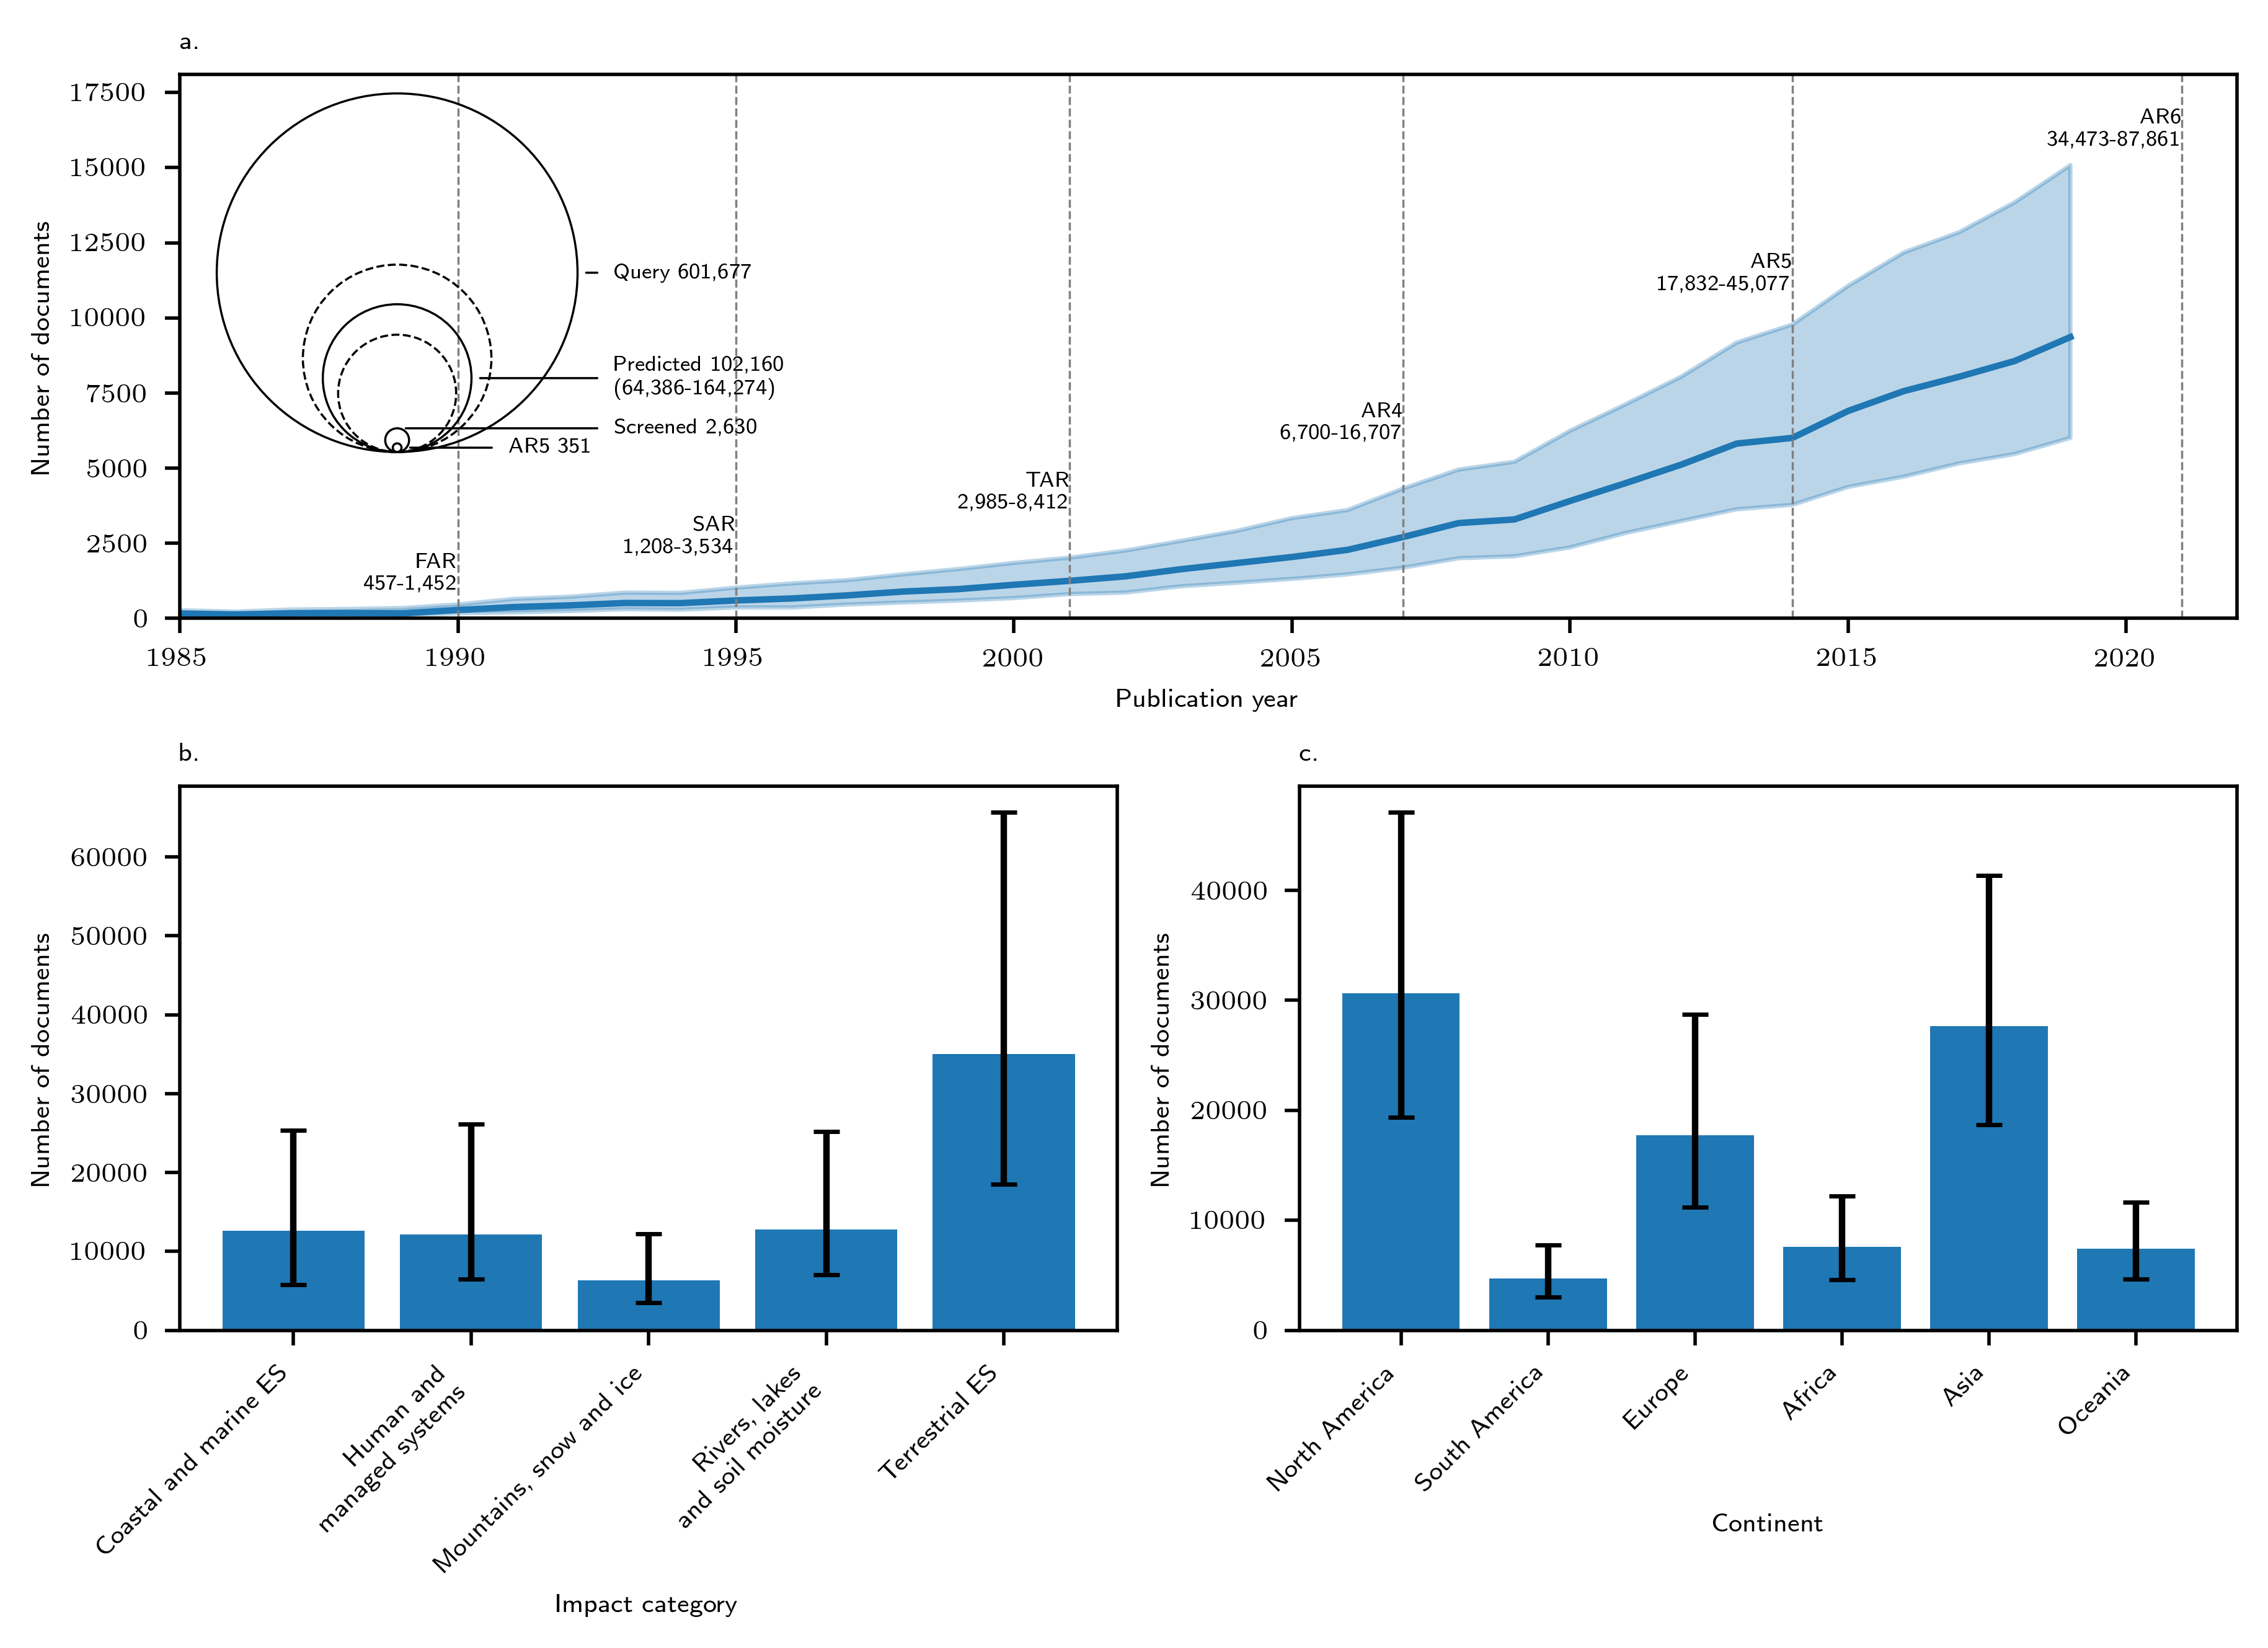 a.
17500
15000
12500
10000
7500
5000
2500
0
Number of documents
Query 601,677
Predicted 102,160
(64,386-164,274)
Screened 2,630
AR5 351
FAR
457-1,452
SAR
1,208-3,534
TAR
2,985-8,412
AR4
6,700-16,707
AR5
17,832-45,077
AR6
34,473-87,861
1985
1990
1995
2000
2005
2010
2015
2020
Publication year
b.
60000
50000
40000
30000
20000
10000
0
Number of documents
Coastal and marine ES
Human and
managed systems
Mountains, snow and ice
Rivers, lakes
and soil moisture
Terrestrial ES
Impact category
c.
40000
30000
20000
10000
0
Number of documents
North America
South America
Europe
Africa
Asia
Oceania
Continent